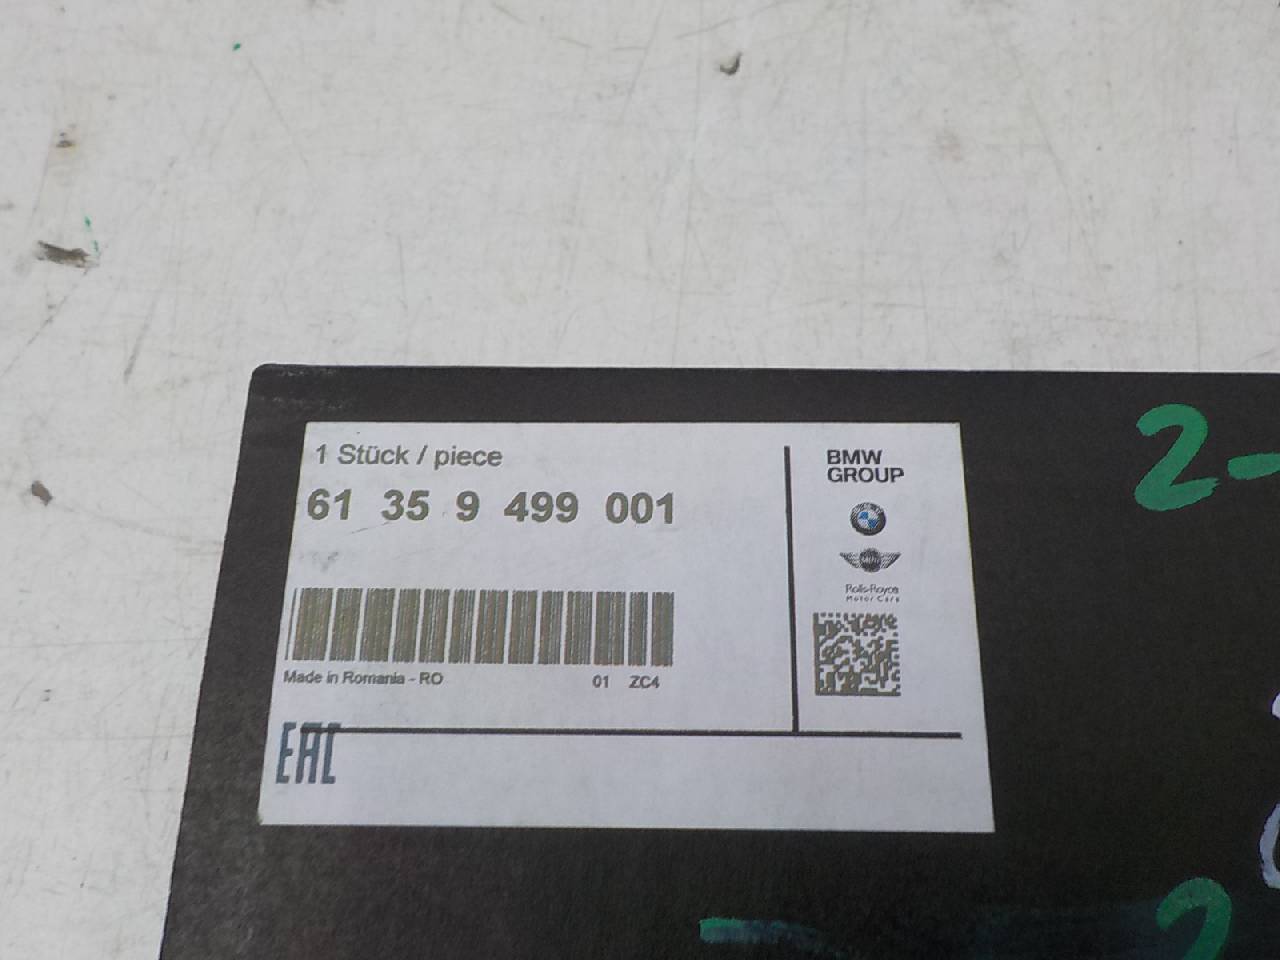 1 Stück / piece
61 35 9 499 001
Made in Romania - RO
01 ZC4
EAC
BMW
GROUP
MINI
Rolls-Royce
Motor Cars
2-
2